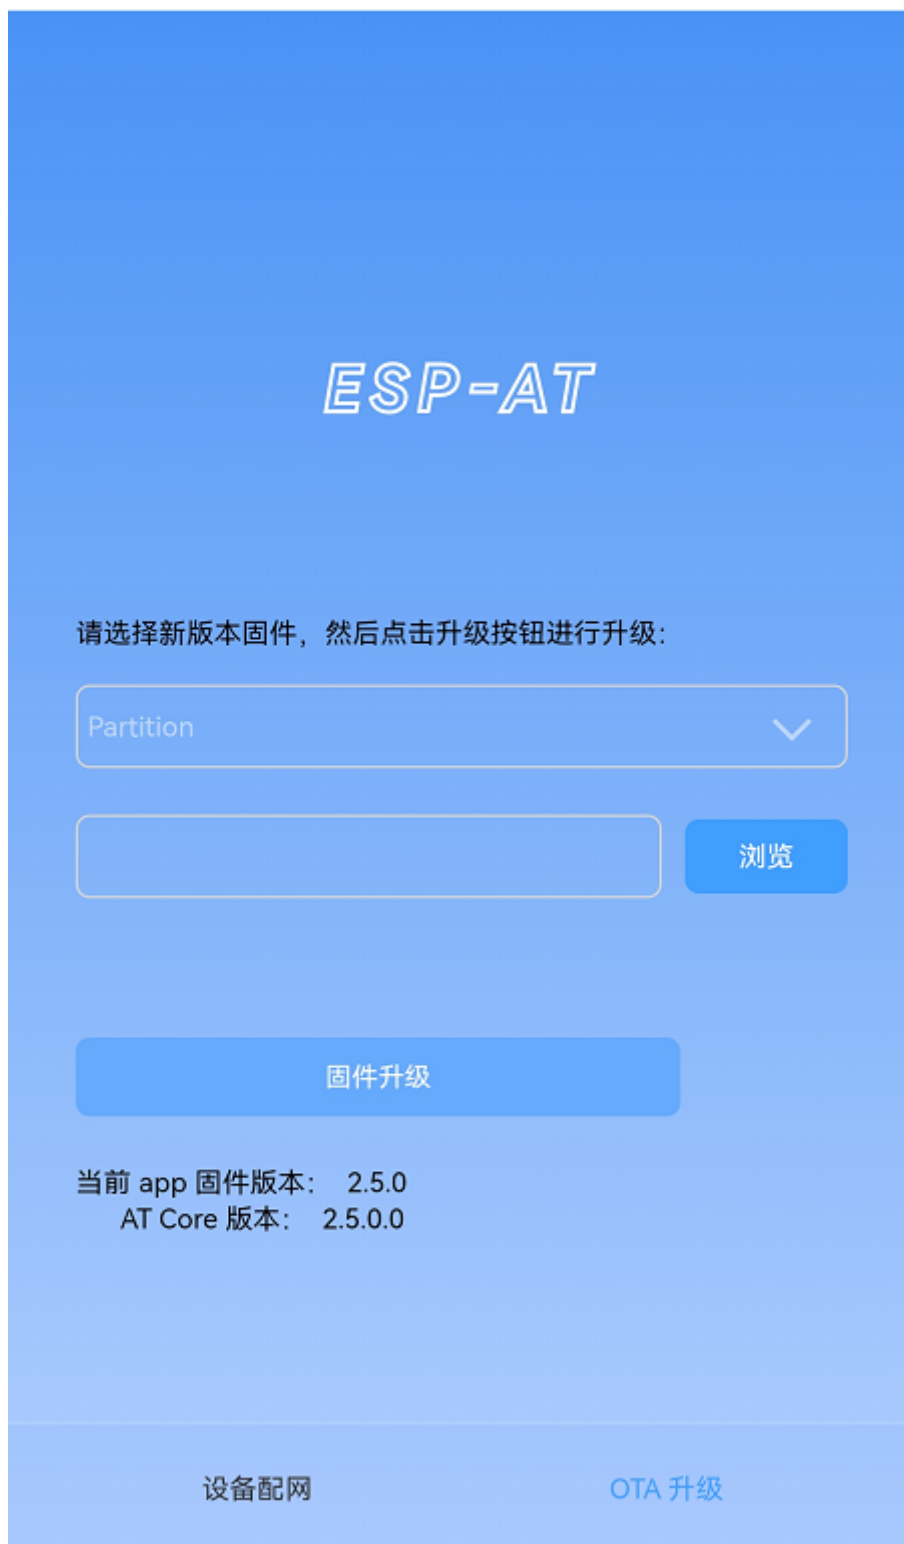 ESP-AT
请选择新版本固件，然后点击升级按钮进行升级：
Partition
浏览
固件升级
当前 app 固件版本： 2.5.0
AT Core 版本： 2.5.0.0
设备配网
OTA 升级